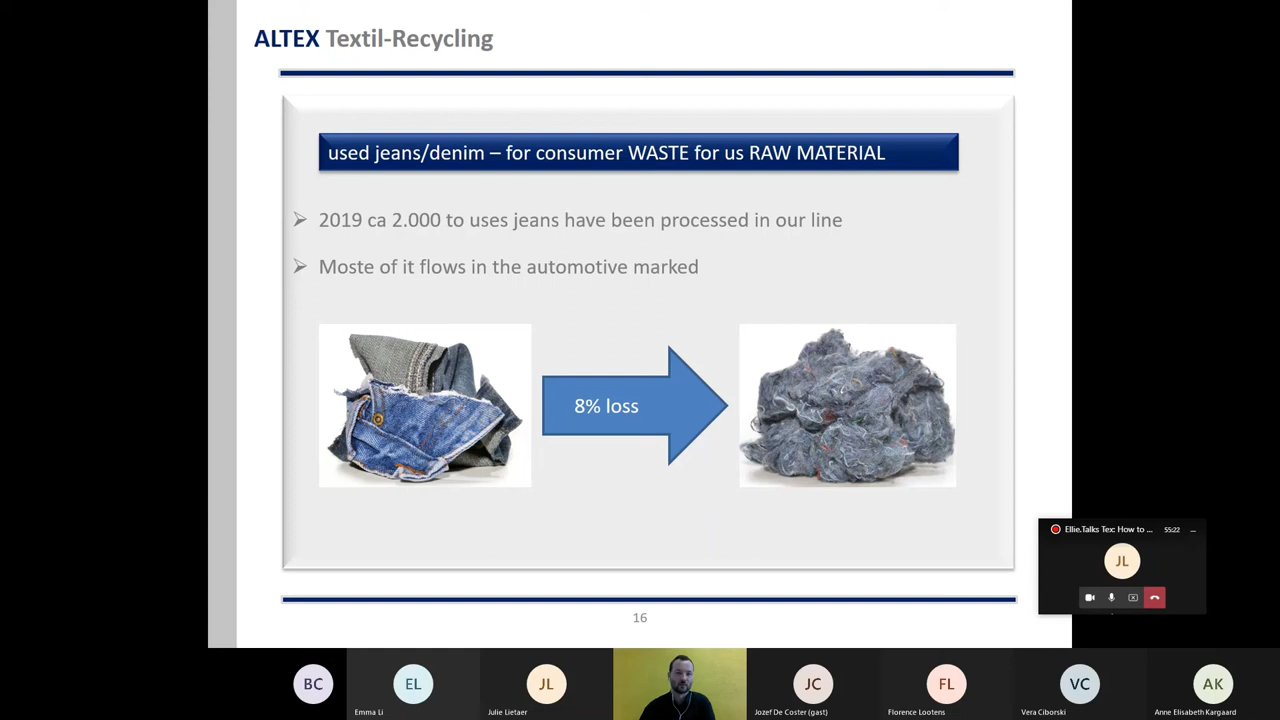 ALTEX Textil-Recycling
used jeans/denim – for consumer WASTE for us RAW MATERIAL
2019 ca 2.000 to uses jeans have been processed in our line
Moste of it flows in the automotive marked
8% loss
16
Ellie.Talks Tex: How to ... 55:22 ...
JL
BC
EL
JL
JC
FL
VC
AK
Emma Li
Julie Lietaer
Jozef De Coster (gast)
Florence Lootens
Vera Ciborski
Anne Elisabeth Kargaard